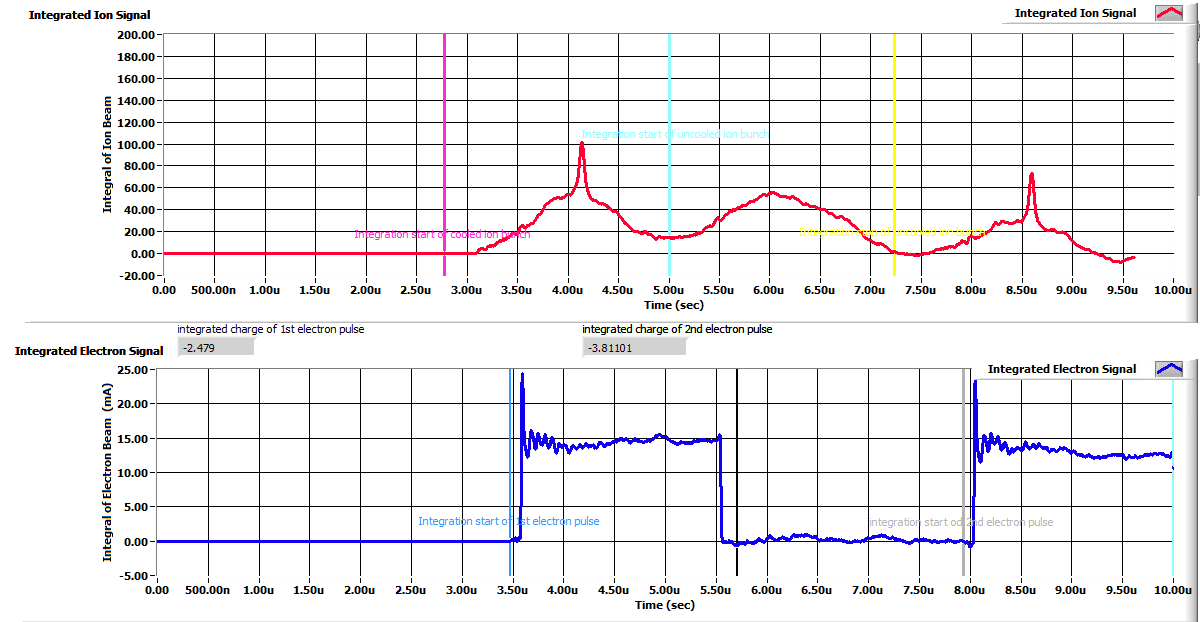 Integrated Ion Signal
Integrated Ion Signal
Integral of Ion Beam
200.00
180.00
160.00
140.00
120.00
100.00
80.00
60.00
40.00
20.00
0.00
-20.00
Integration start of uncooled ion bunch
Integration start of cooled ion bunch
0.00 500.00n 1.00u 1.50u 2.00u 2.50u 3.00u 3.50u 4.00u 4.50u 5.00u 5.50u 6.00u 6.50u 7.00u 7.50u 8.00u 8.50u 9.00u 9.50u 10.00u
Time (sec)
integrated charge of 1st electron pulse
-2.479
integrated charge of 2nd electron pulse
-3.81101
Integrated Electron Signal
Integrated Electron Signal
Integral of Electron Beam (mA)
25.00
20.00
15.00
10.00
5.00
0.00
-5.00
Integration start of 1st electron pulse
integration start od 2nd electron pulse
0.00 500.00n 1.00u 1.50u 2.00u 2.50u 3.00u 3.50u 4.00u 4.50u 5.00u 5.50u 6.00u 6.50u 7.00u 7.50u 8.00u 8.50u 9.00u 9.50u 10.00u
Time (sec)